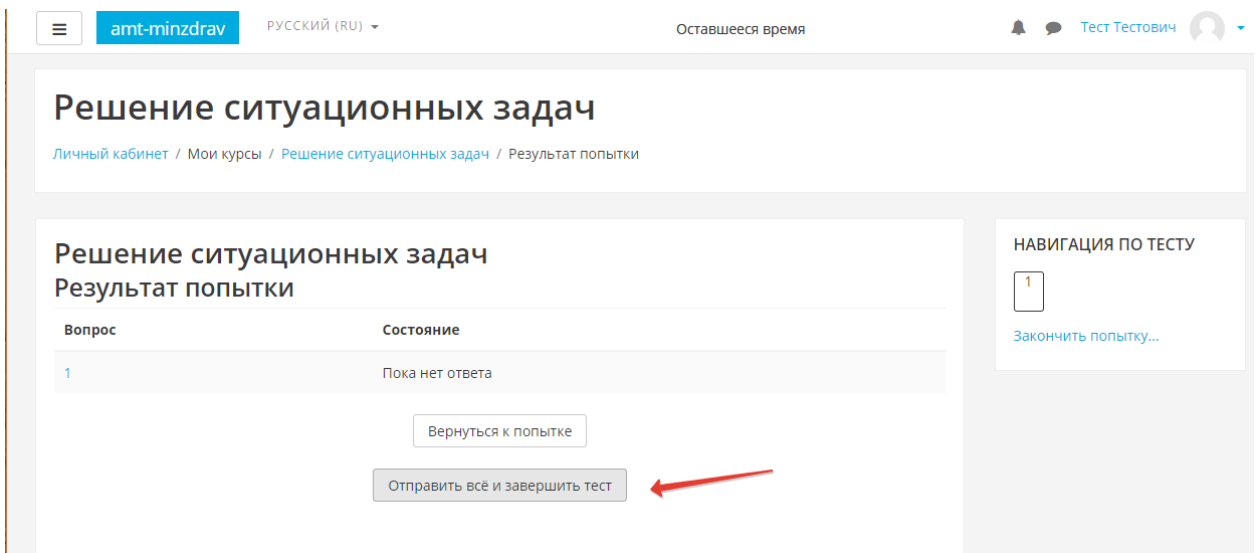 amt-minzdrav РУССКИЙ (RU) Оставшееся время Тест Тестович
Решение ситуационных задач
Личный кабинет / Мои курсы / Решение ситуационных задач / Результат попытки
Решение ситуационных задач
Результат попытки
Вопрос Состояние
1 Пока нет ответа
Вернуться к попытке
Отправить всё и завершить тест
НАВИГАЦИЯ ПО ТЕСТУ
1
Закончить попытку...